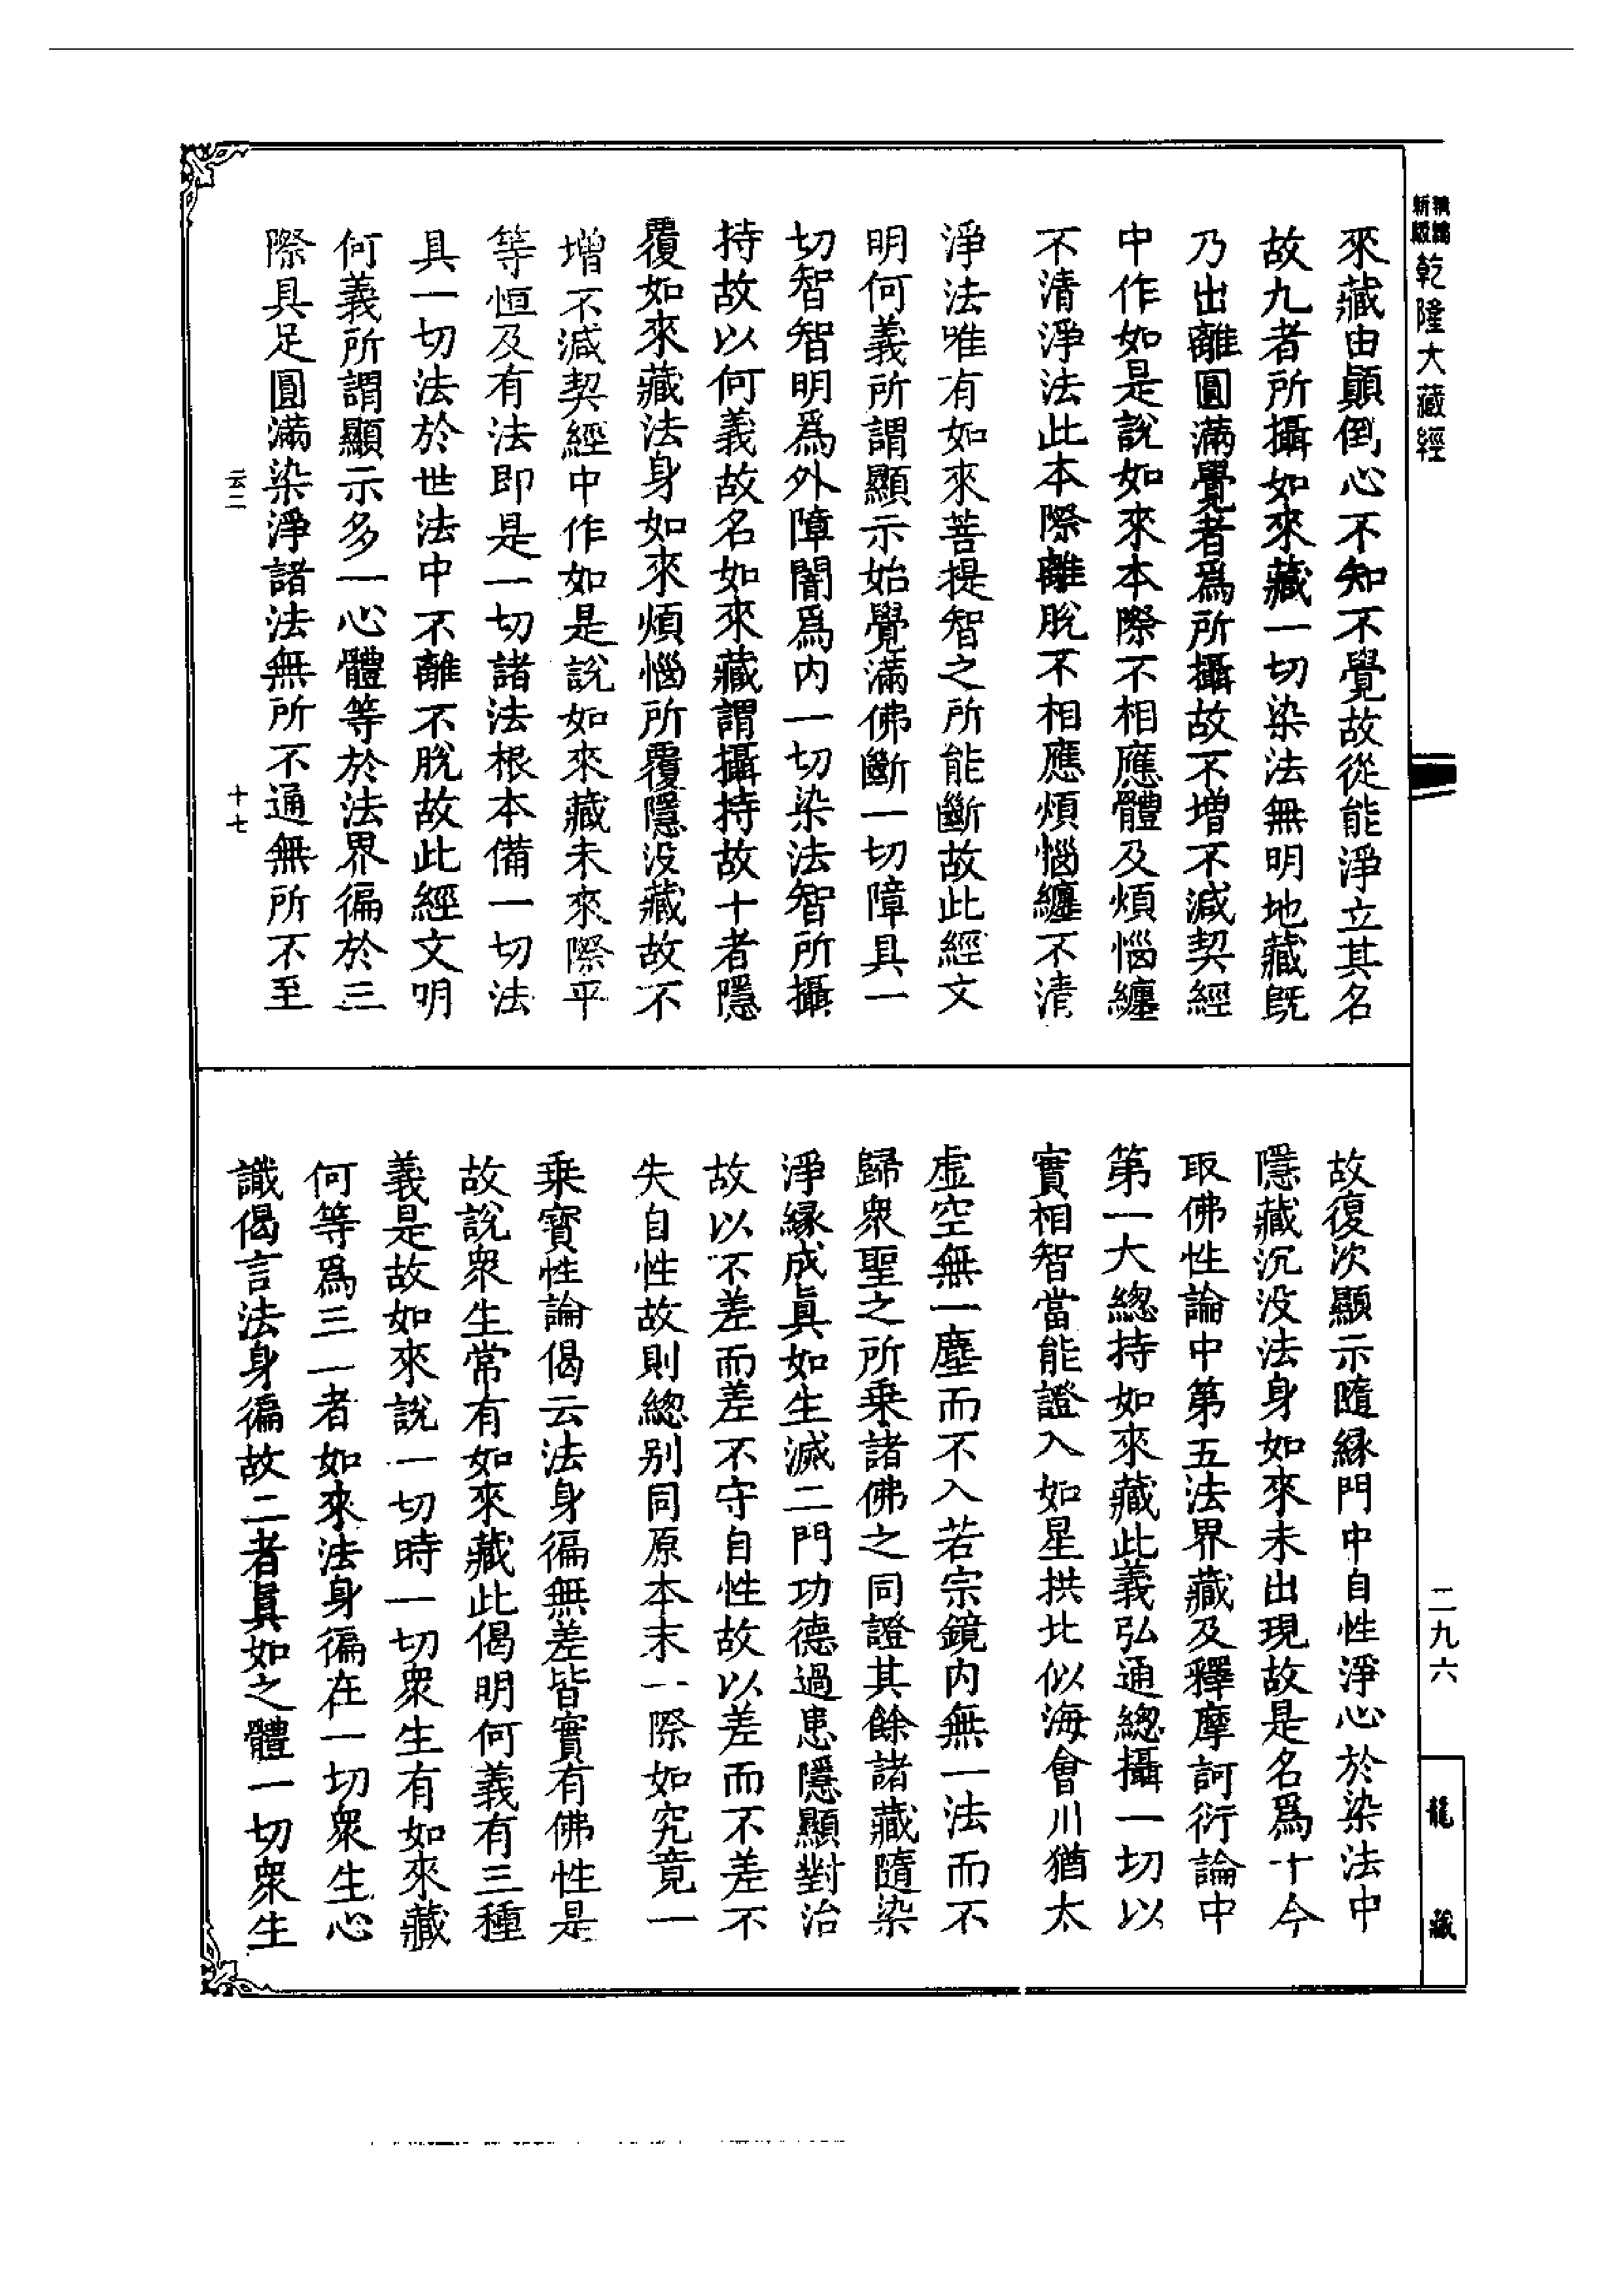 精縮
新版
乾隆大藏經
來藏由顚倒心不知不覺故從能淨立其名
故九者所攝如來藏一切染法無明地藏旣
乃出離圓滿覺者爲所攝故不增不減契經
中作如是說如來本際不相應體及煩惱纏
不清淨法此本際離脫不相應煩惱纏不清
淨法唯有如來菩提智之所能斷故此經文
明何義所謂顯示始覺滿佛斷一切障具一
切智智明爲外障闇爲内一切染法智所攝
持故以何義故名如來藏謂攝持故十者隱
覆如來藏法身如來煩惱所覆隱没藏故不
增不減契經中作如是說如來藏未來際平
等恒及有法即是一切諸法根本備一切法
具一切法於世法中不離不脫故此經文明
何義所謂顯示多一心體等於法界徧於三
際具足圓滿染淨諸法無所不通無所不至
云二
十七
故復次顯示隨緣門中自性淨心於染法中
隱藏沉没法身如來未出現故是名爲十今
取佛性論中第五法界藏及釋摩訶衍論中
第一大總持如來藏此義弘通總攝一切以
實相智當能證入如星拱北似海會川猶太
虛空無一塵而不入若宗鏡内無一法而不
歸衆聖之所乗諸佛之同證其餘諸藏隨染
淨緣成眞如生滅二門功德過患隱顯對治
故以不差而差不守自性故以差而不差不
失自性故則總别同原本末一際如究竟一
乗寳性論偈云法身徧無差皆實有佛性是
故說衆生常有如來藏此偈明何義有三種
義是故如來說一切時一切衆生有如來藏
何等爲三一者如來法身徧在一切衆生心
識偈言法身徧故二者眞如之體一切衆生
二九六
龍藏